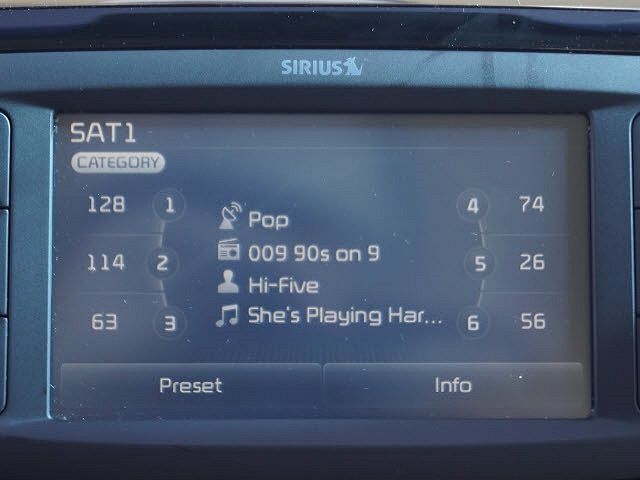 SIRIUS
SAT1
CATEGORY
128 1
114 2
63 3
Pop
009 90s on 9
Hi-Five
She's Playing Har...
4 74
5 26
6 56
Preset
Info